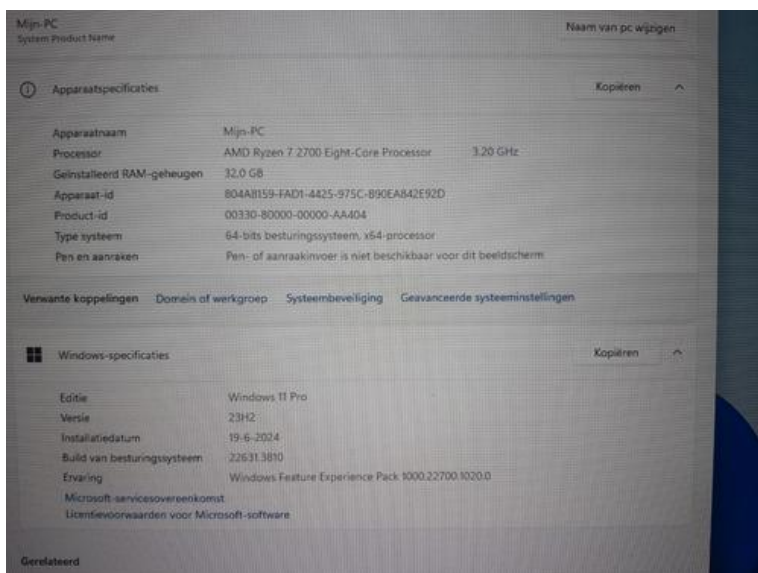 Mijn-PC
System Product Name
Naam van pc wijzigen
Apparaatspecificaties
Kopiëren
Apparaatnaam Mijn-PC
Processor AMD Ryzen 7 2700 Eight-Core Processor 3.20 GHz
Geïnstalleerd RAM-geheugen 32,0 GB
Apparaat-id 804A8159-FAD1-4425-975C-B90EA842E92D
Product-id 00330-80000-00000-AA404
Type systeem 64-bits besturingssysteem, x64-processor
Pen en aanraken Pen- of aanraakinvoer is niet beschikbaar voor dit beeldscherm
Verwante koppelingen Domein of werkgroep Systeembeveiliging Geavanceerde systeeminstellingen
Windows-specificaties
Kopiëren
Editie Windows 11 Pro
Versie 23H2
Installatiedatum 19-6-2024
Build van besturingssysteem 22631.3810
Ervaring Windows Feature Experience Pack 1000.22700.1020.0
Microsoft-servicesovereenkomst
Licentievoorwaarden voor Microsoft-software
Gerelateerd